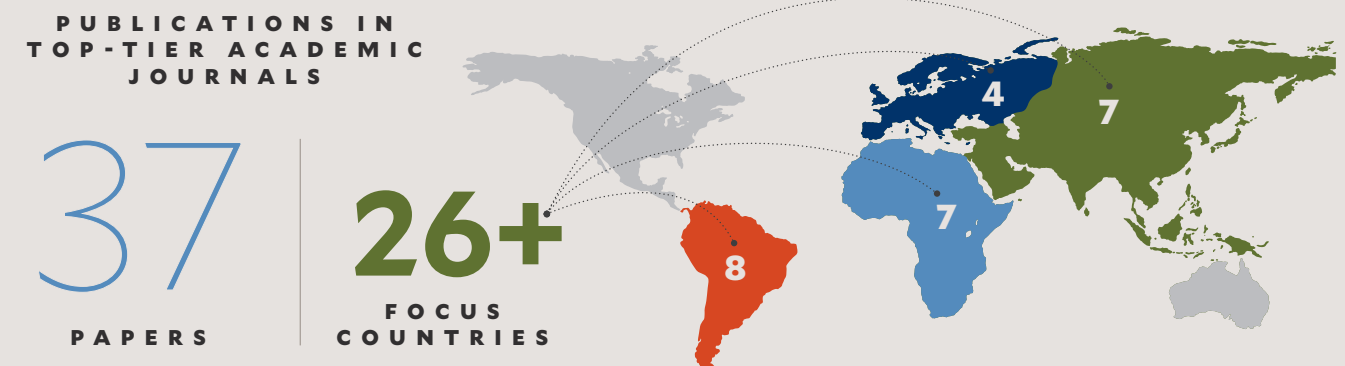 PUBLICATIONS IN
TOP-TIER ACADEMIC
JOURNALS
37
PAPERS
26+
FOCUS
COUNTRIES
8
4
7
7